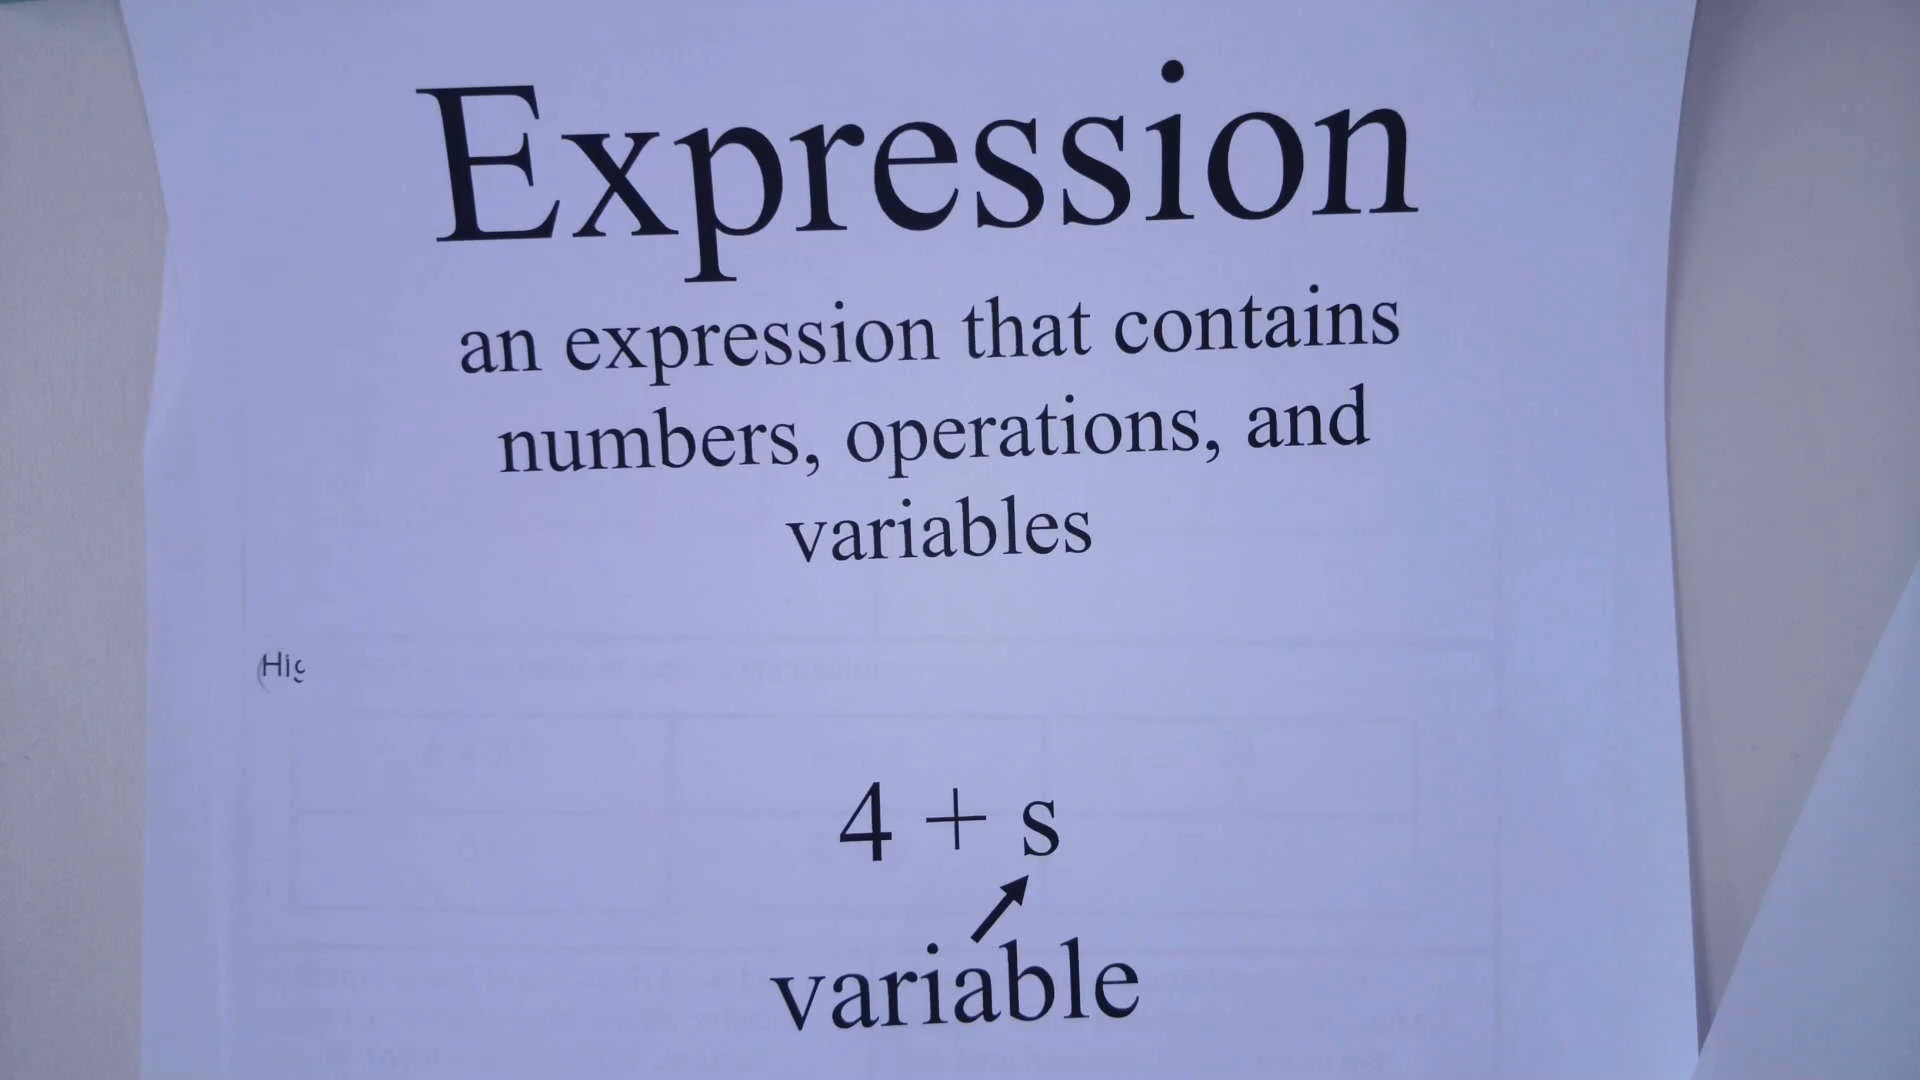 Expression
an expression that contains
numbers, operations, and
variables
4 + s
variable